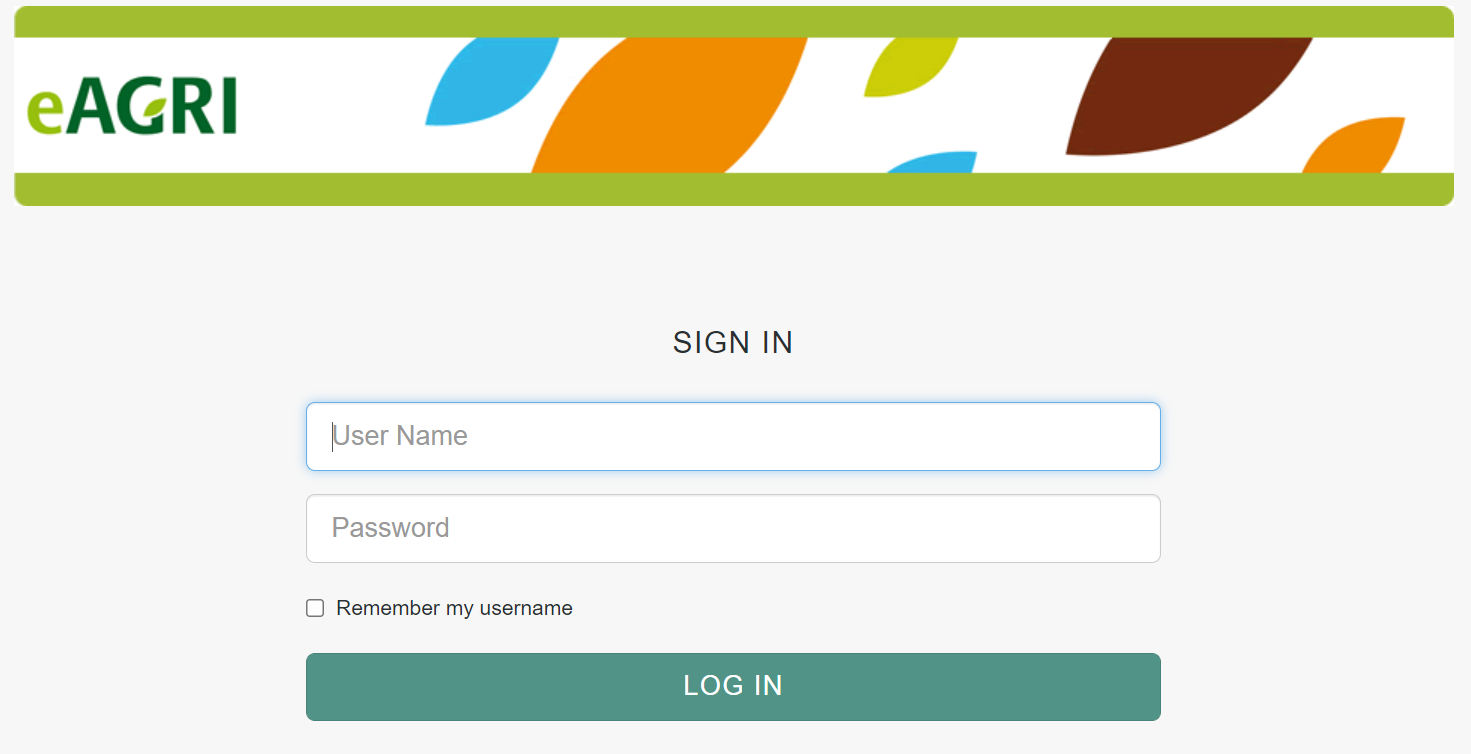 eAGRI
SIGN IN
User Name
Password
Remember my username
LOG IN